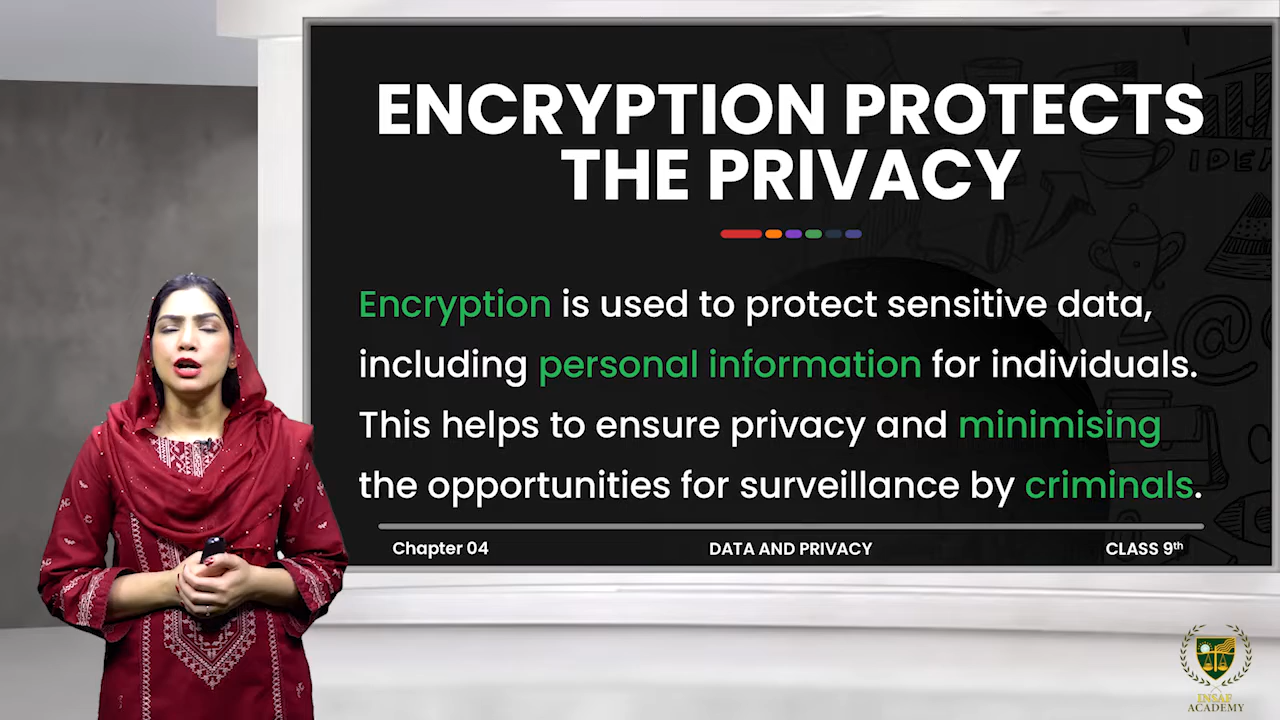 ENCRYPTION PROTECTS
THE PRIVACY
IDEA
Encryption is used to protect sensitive data,
including personal information for individuals.
This helps to ensure privacy and minimising
the opportunities for surveillance by criminals.
Chapter 04
DATA AND PRIVACY
CLASS 9th
INSAF
ACADEMY